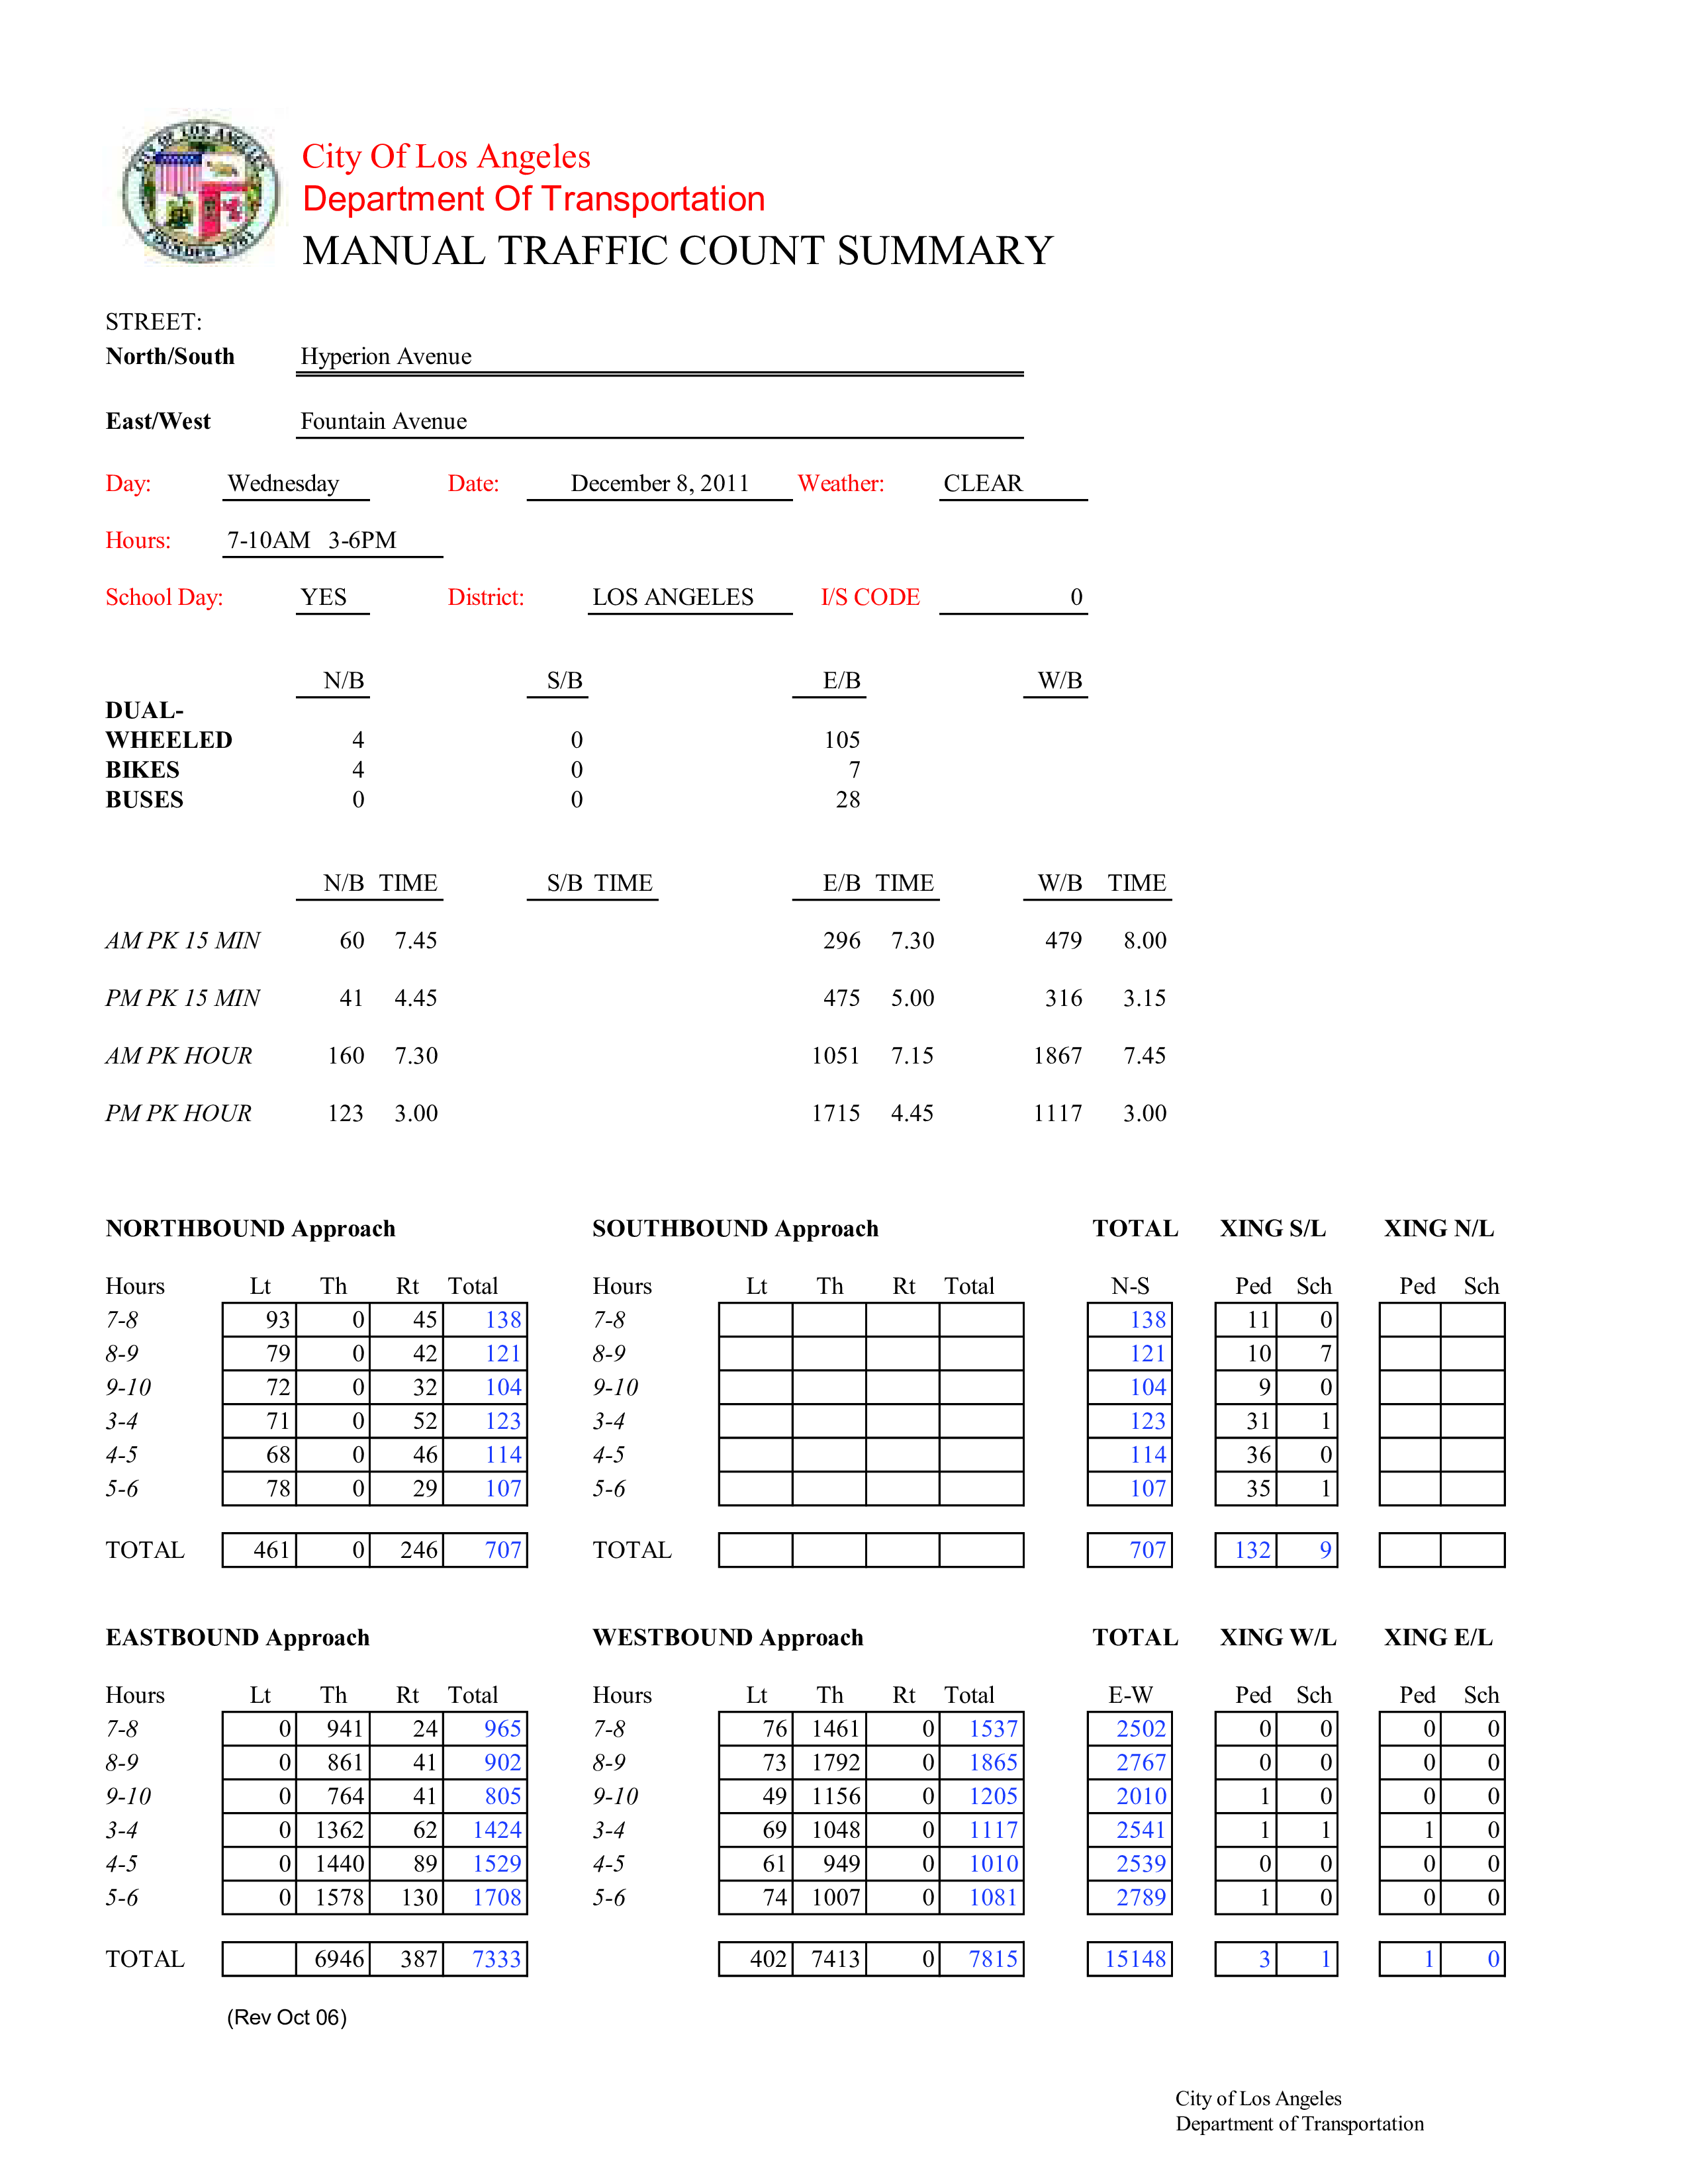 City Of Los Angeles
Department Of Transportation
MANUAL TRAFFIC COUNT SUMMARY
STREET:
North/South Hyperion Avenue
East/West Fountain Avenue
Day: Wednesday Date: December 8, 2011 Weather: CLEAR
Hours: 7-10AM 3-6PM
School Day: YES District: LOS ANGELES I/S CODE 0
N/B S/B E/B W/B
DUAL-
WHEELED 4 0 105
BIKES 4 0 7
BUSES 0 0 28
N/B TIME S/B TIME E/B TIME W/B TIME
AM PK 15 MIN 60 7.45 296 7.30 479 8.00
PM PK 15 MIN 41 4.45 475 5.00 316 3.15
AM PK HOUR 160 7.30 1051 7.15 1867 7.45
PM PK HOUR 123 3.00 1715 4.45 1117 3.00
NORTHBOUND Approach SOUTHBOUND Approach TOTAL XING S/L XING N/L
Hours Lt Th Rt Total Hours Lt Th Rt Total N-S Ped Sch Ped Sch
7-8 93 0 45 138 7-8 138 11 0
8-9 79 0 42 121 8-9 121 10 7
9-10 72 0 32 104 9-10 104 9 0
3-4 71 0 52 123 3-4 123 31 1
4-5 68 0 46 114 4-5 114 36 0
5-6 78 0 29 107 5-6 107 35 1
TOTAL 461 0 246 707 TOTAL 707 132 9
EASTBOUND Approach WESTBOUND Approach TOTAL XING W/L XING E/L
Hours Lt Th Rt Total Hours Lt Th Rt Total E-W Ped Sch Ped Sch
7-8 0 941 24 965 7-8 76 1461 0 1537 2502 0 0 0 0
8-9 0 861 41 902 8-9 73 1792 0 1865 2767 0 0 0 0
9-10 0 764 41 805 9-10 49 1156 0 1205 2010 1 0 0 0
3-4 0 1362 62 1424 3-4 69 1048 0 1117 2541 1 1 1 0
4-5 0 1440 89 1529 4-5 61 949 0 1010 2539 0 0 0 0
5-6 0 1578 130 1708 5-6 74 1007 0 1081 2789 1 0 0 0
TOTAL 6946 387 7333 402 7413 0 7815 15148 3 1 1 0
(Rev Oct 06)
City of Los Angeles
Department of Transportation